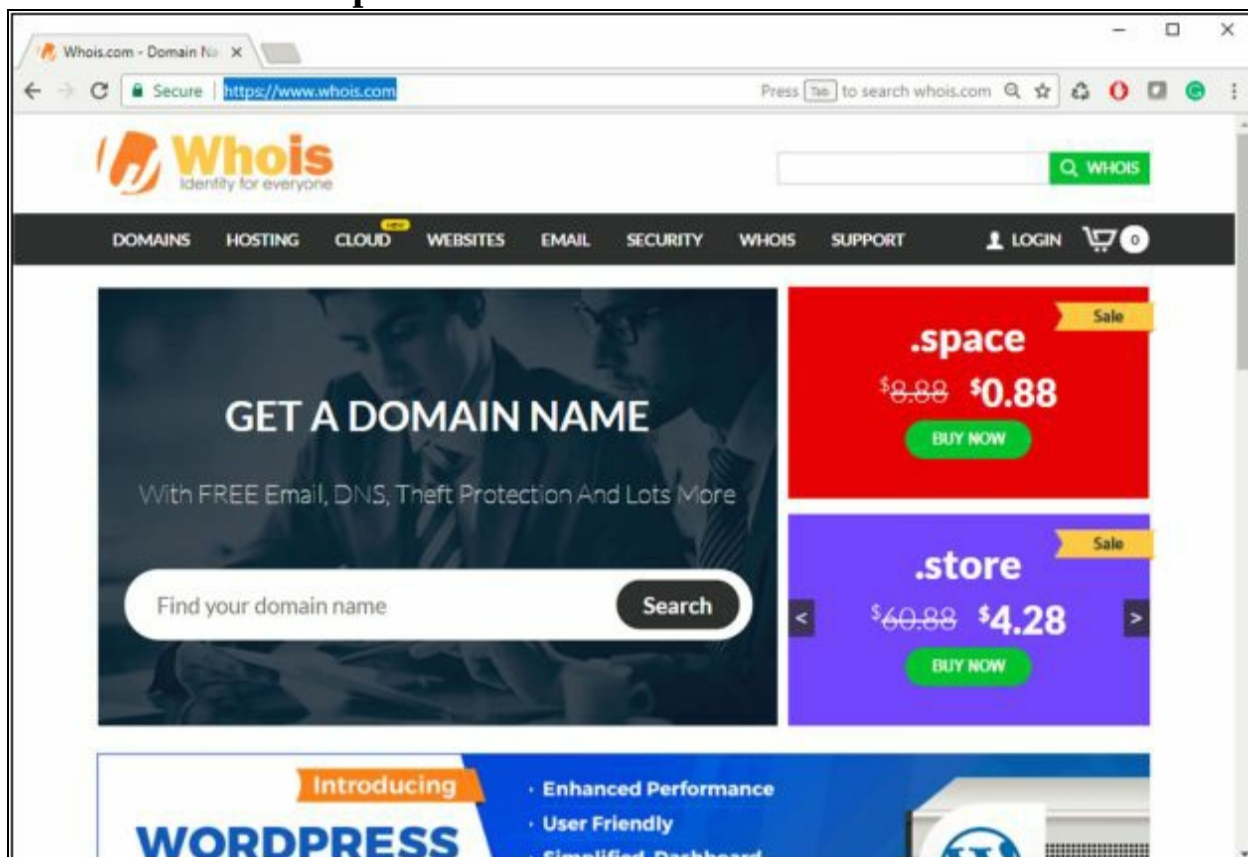 Whois.com - Domain Na
Secure https://www.whois.com Press Tab to search whois.com
Whois
Identity for everyone
WHOIS
NEW
DOMAINS HOSTING CLOUD WEBSITES EMAIL SECURITY WHOIS SUPPORT LOGIN 0
GET A DOMAIN NAME
With FREE Email, DNS, Theft Protection And Lots More
Find your domain name Search
Sale
.space
$8.88 $0.88
BUY NOW
Sale
.store
< $60.88 $4.28 >
BUY NOW
Introducing
WORDPRESS
· Enhanced Performance
· User Friendly
· Simplified Dashboard